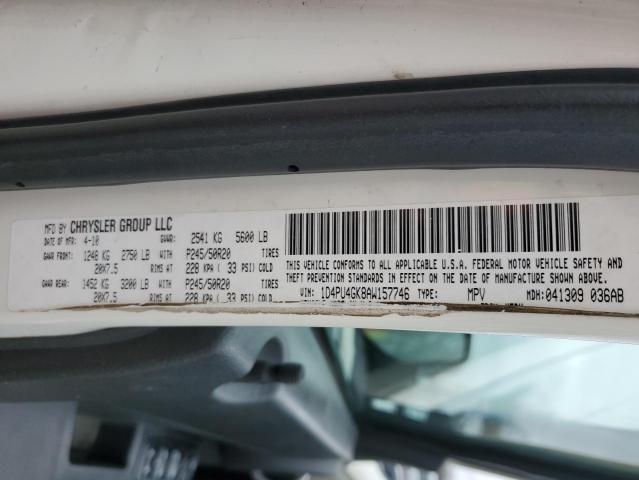 MFD BY CHRYSLER GROUP LLC
DATE OF MFR: 4-10 GVWR: 2541 KG 5600 LB
GAWR FRONT: 1248 KG 2750 LB WITH P245/50R20 TIRES
20X7.5 RIMS AT 228 KPA ( 33 PSI) COLD
GAWR REAR: 1452 KG 3200 LB WITH P245/50R20 TIRES
20X7.5 RIMS AT 228 KPA ( 33 PSI) COLD
THIS VEHICLE CONFORMS TO ALL APPLICABLE U.S.A. FEDERAL MOTOR VEHICLE SAFETY AND
THEFT PREVENTION STANDARDS IN EFFECT ON THE DATE OF MANUFACTURE SHOWN ABOVE.
VIN: 1D4PU4GK8AW157746 MPV MDH: 041309 036AB